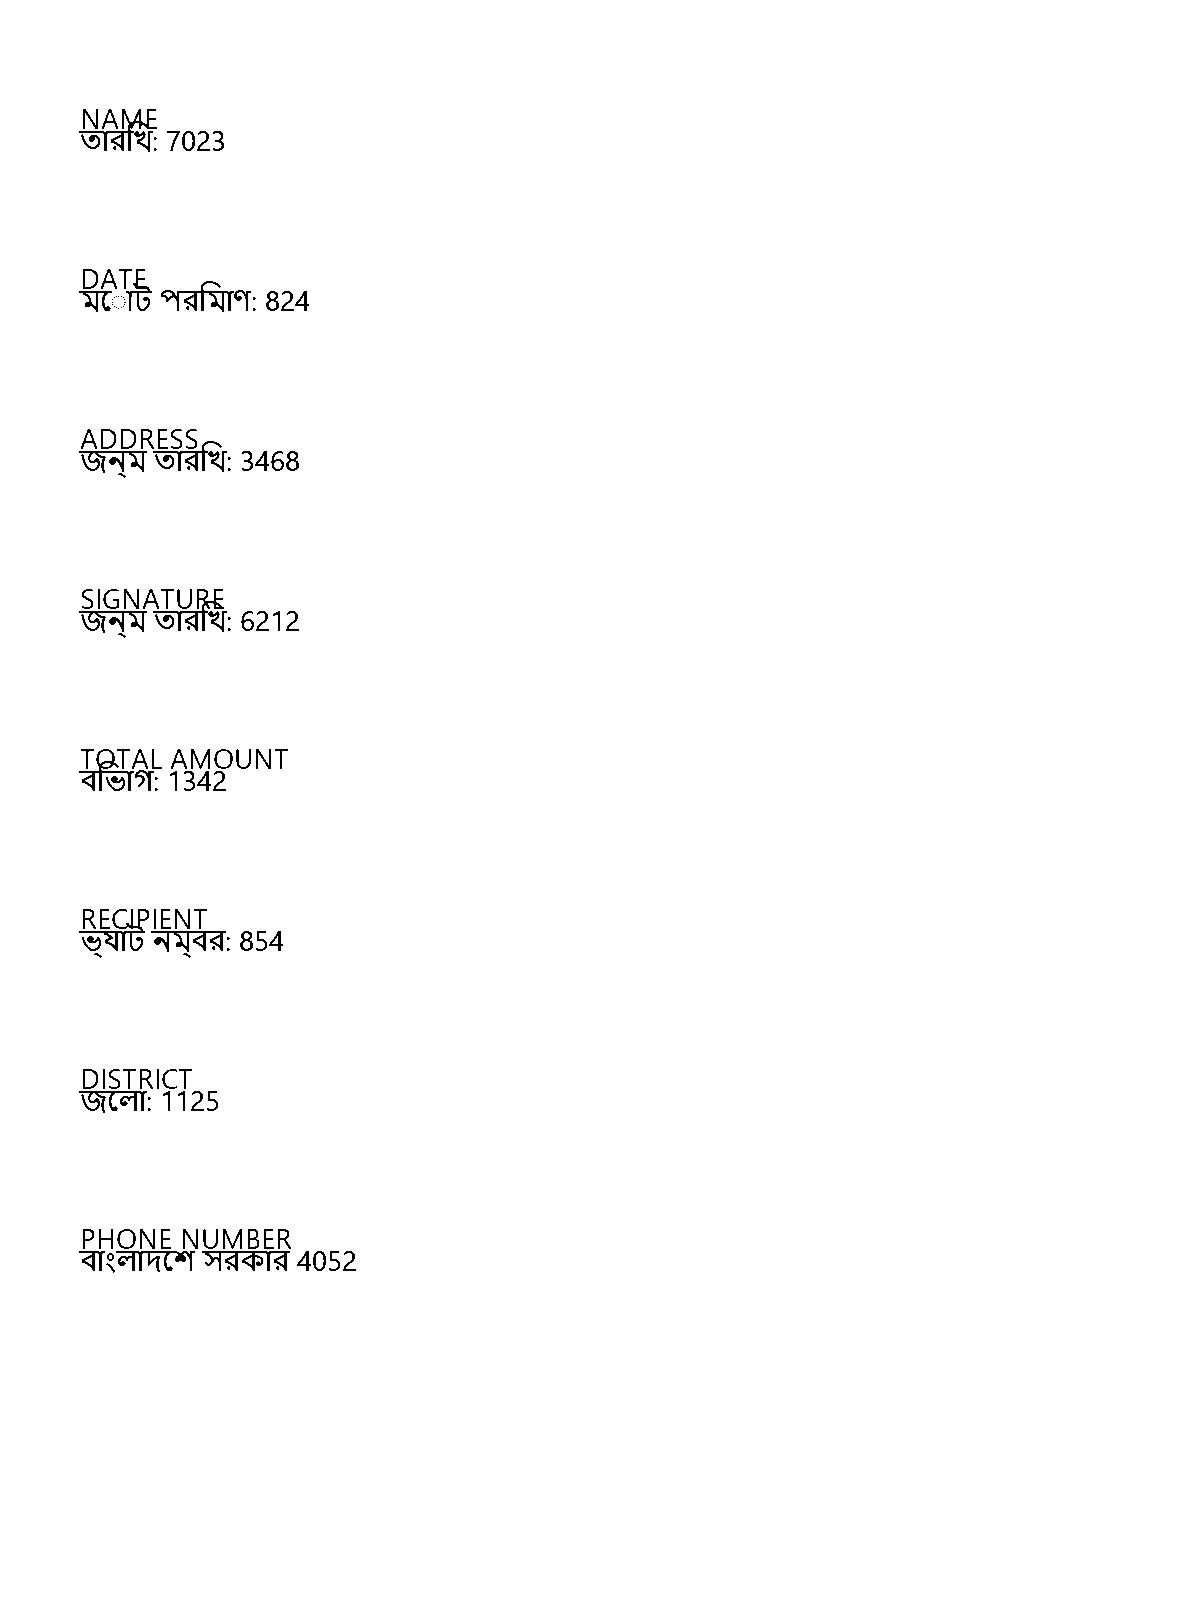 NAME
তারিখ: 7023
DATE
মোট পরিমাণ: 824
ADDRESS
জন্ম তারিখ: 3468
SIGNATURE
জন্ম তারিখ: 6212
TOTAL AMOUNT
বিভাগ: 1342
RECIPIENT
ভ্যাট নম্বর: 854
DISTRICT
জেলা: 1125
PHONE NUMBER
বাংলাদেশ সরকার 4052